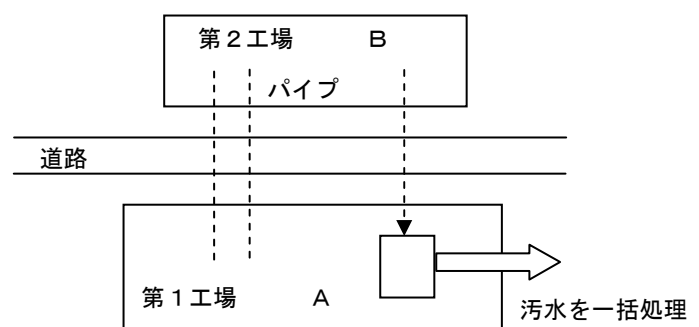 第２工場　B
パイプ
道路
第１工場　A
汚水を一括処理